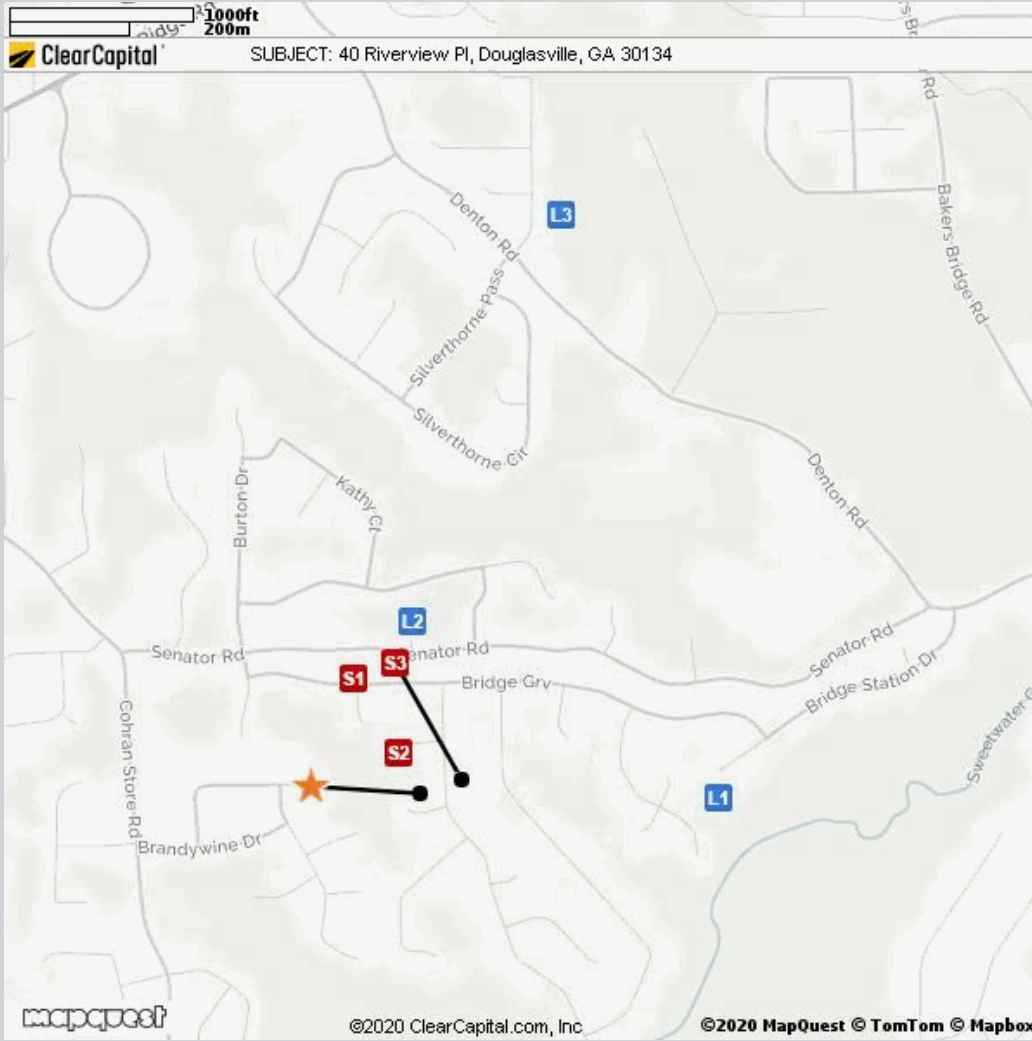 1000ft
200m
ClearCapital
SUBJECT: 40 Riverview Pl, Douglasville, GA 30134
Rd
Bakers Bridge Rd
L3
Denton Rd
Silverthorne Pass
Silverthorne Cir
Burton Dr
Kathy Ct
Denton Rd
L2
Senator Rd
S3
Senator Rd
Senator Rd
S1
Bridge Grv
Bridge Station Dr
Cohran Store Rd
S2
L1
Brandywine Dr
mapquest
©2020 ClearCapital.com, Inc
©2020 MapQuest © TomTom © Mapbox